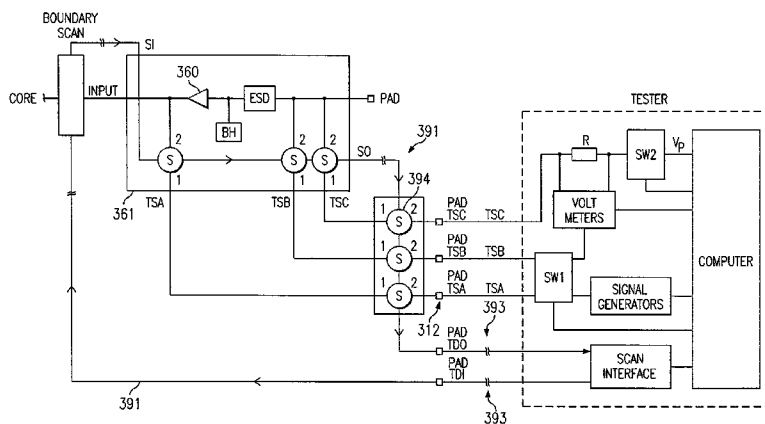 BOUNDARY
SCAN
SI
CORE
INPUT
360
2
BH
ESD
PAD
S
1
2
S
1
2
S
1
SO
391
361
TSA
TSB
TSC
394
1
S
2
1
S
2
1
S
2
PAD
TSC
TSC
PAD
TSB
TSB
PAD
TSA
TSA
312
393
PAD
TDO
PAD
TDI
393
391
TESTER
R
SW2
VP
VOLT
METERS
SW1
SIGNAL
GENERATORS
SCAN
INTERFACE
COMPUTER